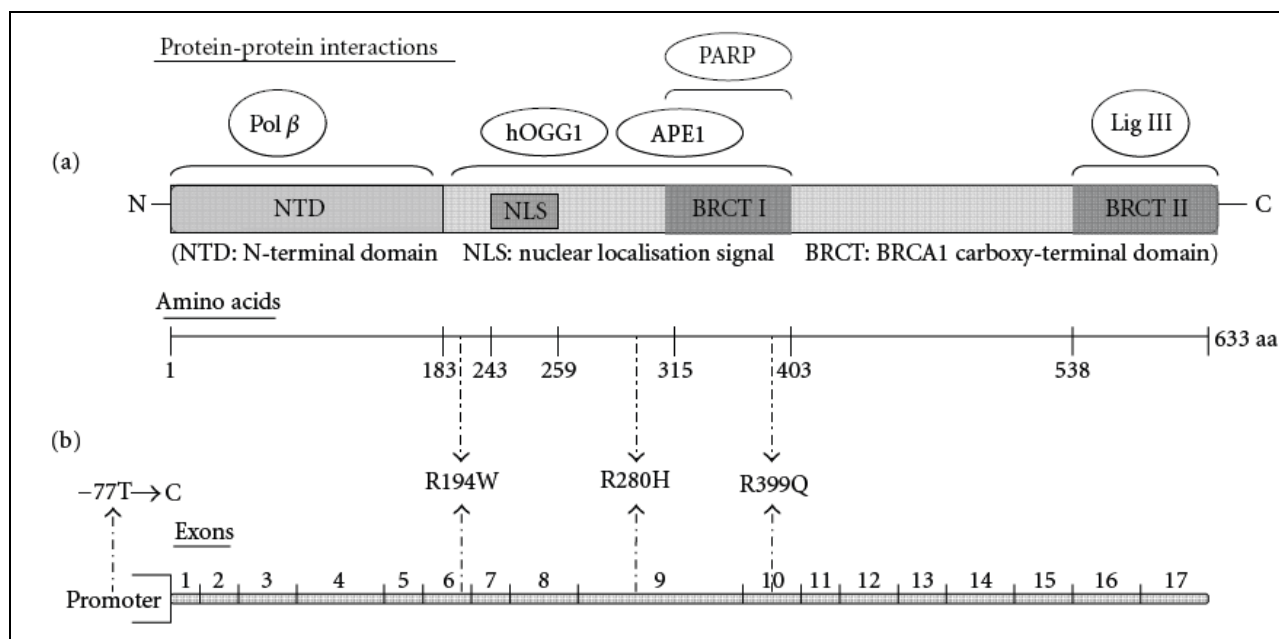 Protein-protein interactions
PARP
Pol β
hOGG1
APE1
Lig III
(a)
N
NTD
NLS
BRCT I
BRCT II
C
(NTD: N-terminal domain
NLS: nuclear localisation signal
BRCT: BRCA1 carboxy-terminal domain)
Amino acids
633 aa
1
183
243
259
315
403
538
(b)
−77T→C
R194W
R280H
R399Q
Exons
1 2 3 4 5 6 7 8 9 10 11 12 13 14 15 16 17
Promoter